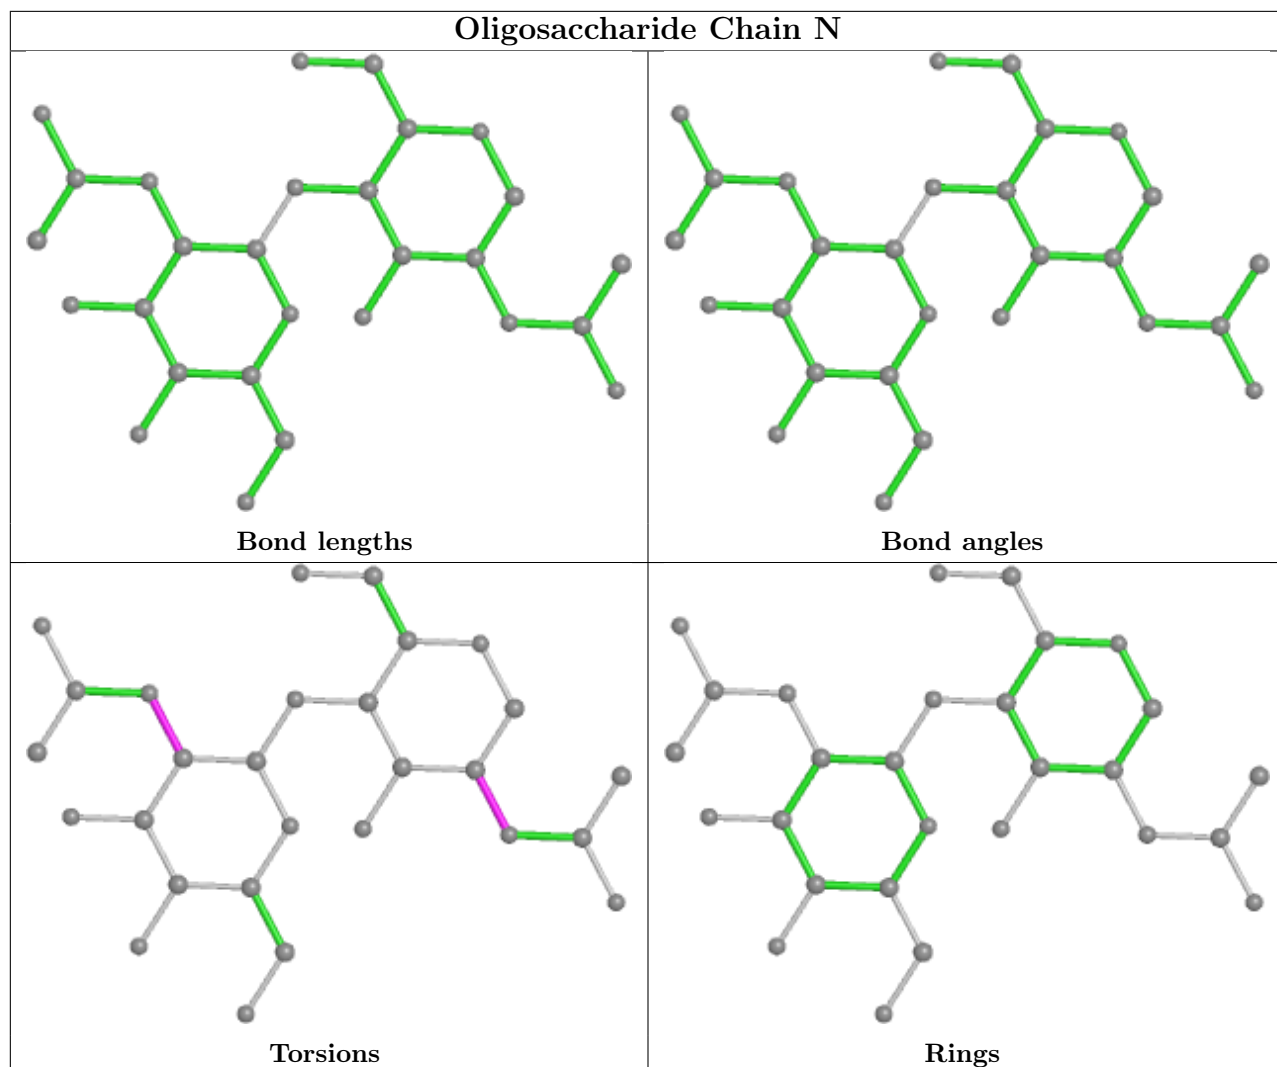 Oligosaccharide Chain N
Bond lengths
Bond angles
Torsions
Rings